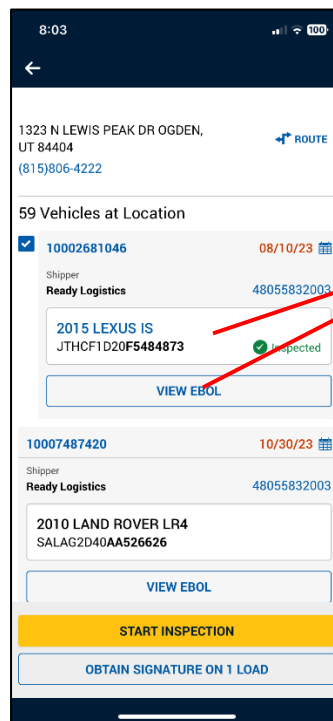 8:03
100
1323 N LEWIS PEAK DR OGDEN,
UT 84404
ROUTE
(815)806-4222
59 Vehicles at Location
10002681046 08/10/23
Shipper
Ready Logistics 48055832003
2015 LEXUS IS
JTHCF1D20F5484873 Inspected
VIEW EBOL
10007487420 10/30/23
Shipper
Ready Logistics 48055832003
2010 LAND ROVER LR4
SALAG2D40AA526626
VIEW EBOL
START INSPECTION
OBTAIN SIGNATURE ON 1 LOAD